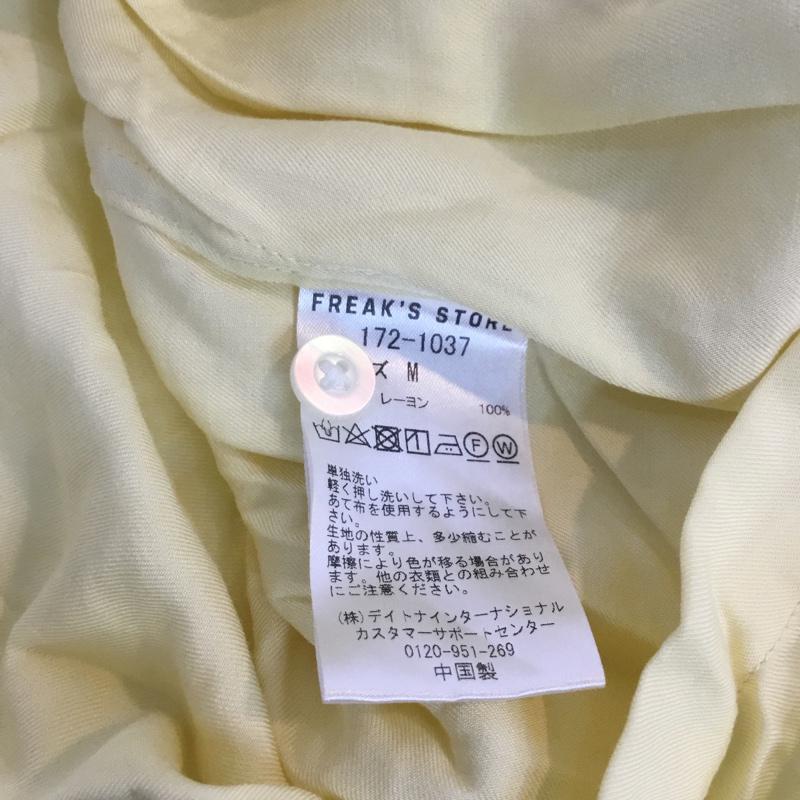 FREAK'S STORE
172-1037
ズ M
レーヨン 100%
F W
単独洗い
軽く押し洗いして下さい。
あて布を使用するようにして下
さい。
生地の性質上、多少縮むことが
あります。
摩擦により色が移る場合があり
ます。他の衣類との組み合わせ
にご注意ください。
(株)デイトナインターナショナル
カスタマーサポートセンター
0120-951-269
中国製